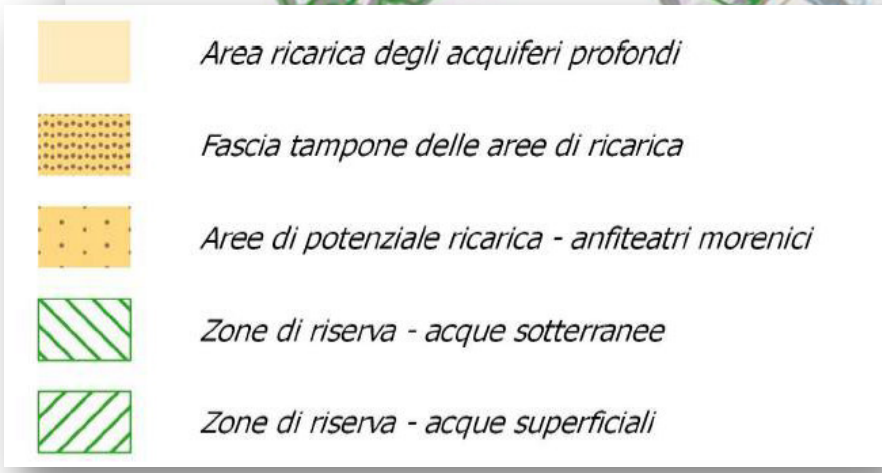 Area ricarica degli acquiferi profondi
Fascia tampone delle aree di ricarica
Aree di potenziale ricarica - anfiteatri morenici
Zone di riserva - acque sotterranee
Zone di riserva - acque superficiali